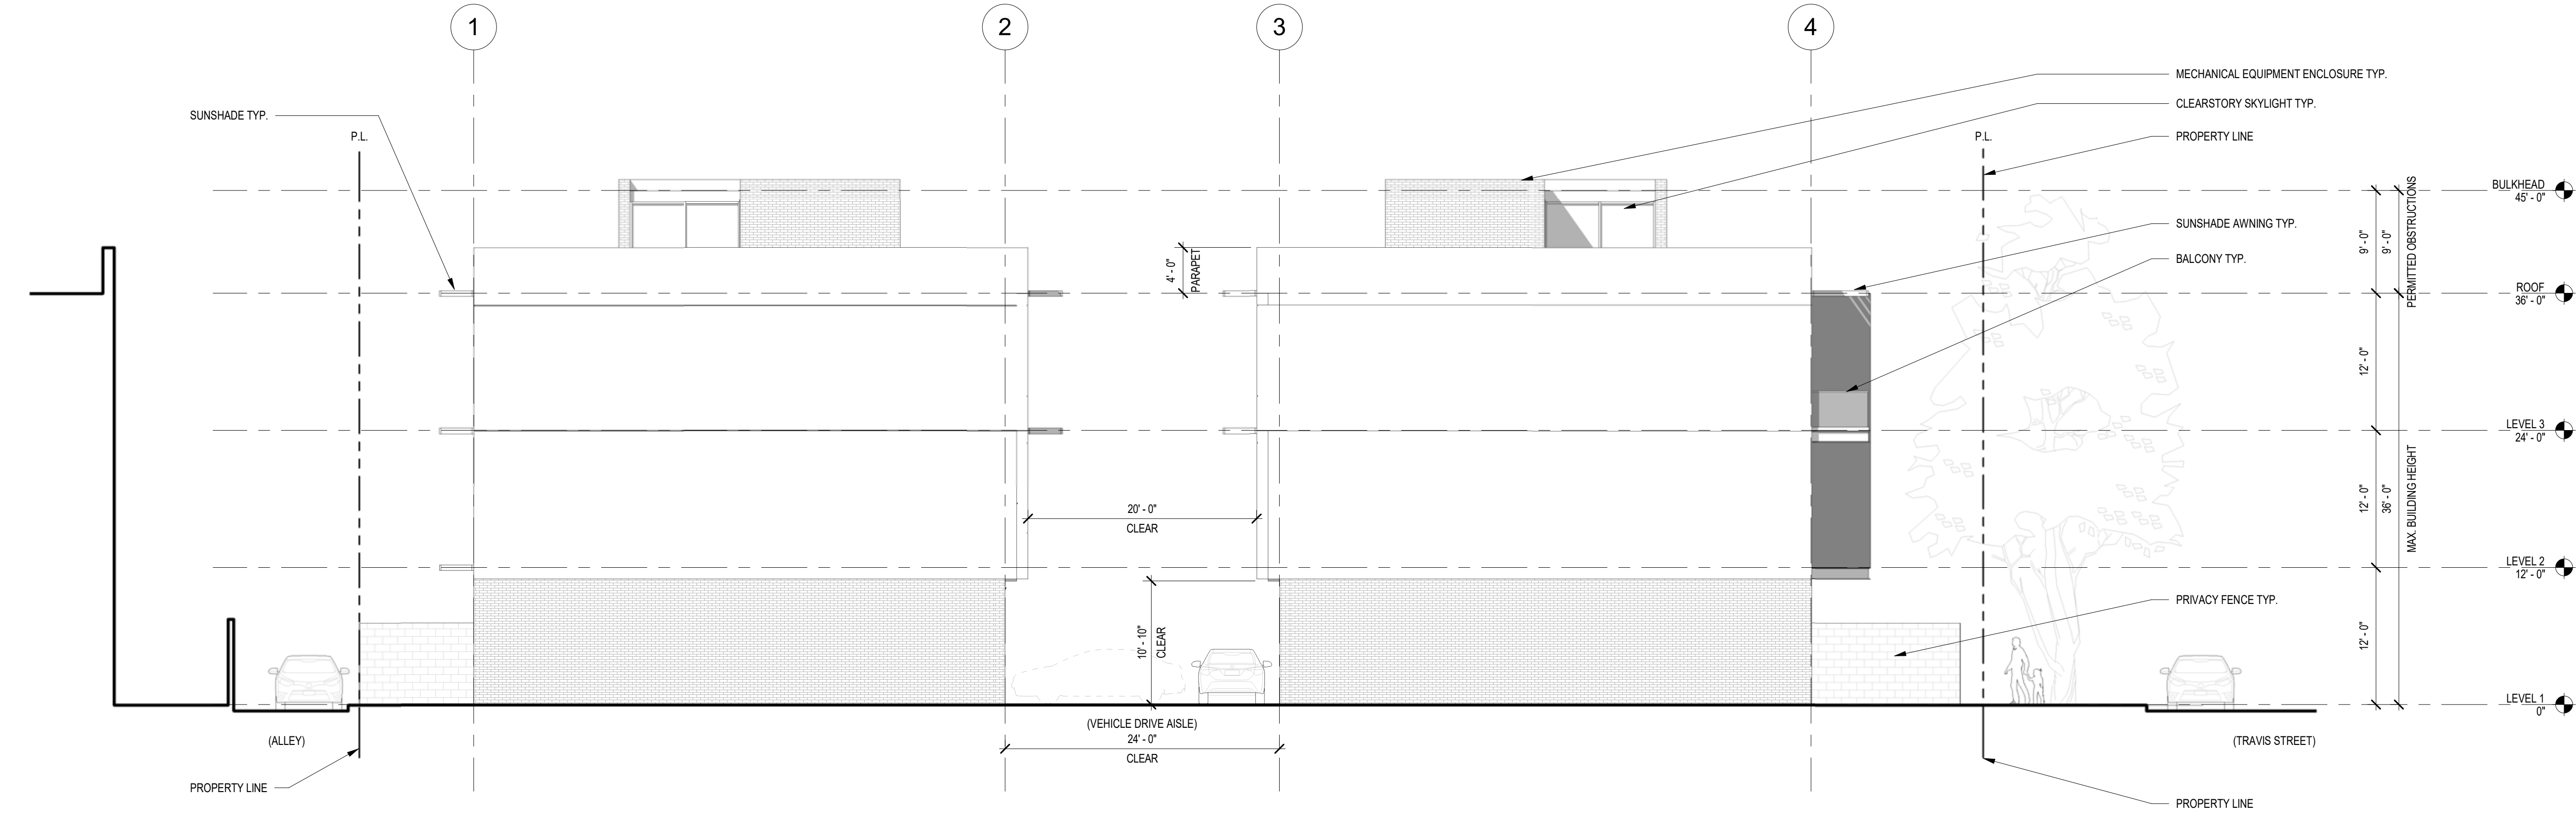 1
2
3
4
MECHANICAL EQUIPMENT ENCLOSURE TYP.
CLEARSTORY SKYLIGHT TYP.
SUNSHADE TYP.
P.L.
P.L.
PROPERTY LINE
BULKHEAD
45' - 0"
SUNSHADE AWNING TYP.
BALCONY TYP.
4' - 0"
PARAPET
9' - 0"
9' - 0"
PERMITTED OBSTRUCTIONS
ROOF
36' - 0"
12' - 0"
LEVEL 3
24' - 0"
20' - 0"
CLEAR
12' - 0"
36' - 0"
MAX. BUILDING HEIGHT
LEVEL 2
12' - 0"
PRIVACY FENCE TYP.
10' - 10"
CLEAR
12' - 0"
LEVEL 1
0"
(VEHICLE DRIVE AISLE)
24' - 0"
CLEAR
(ALLEY)
(TRAVIS STREET)
PROPERTY LINE
PROPERTY LINE